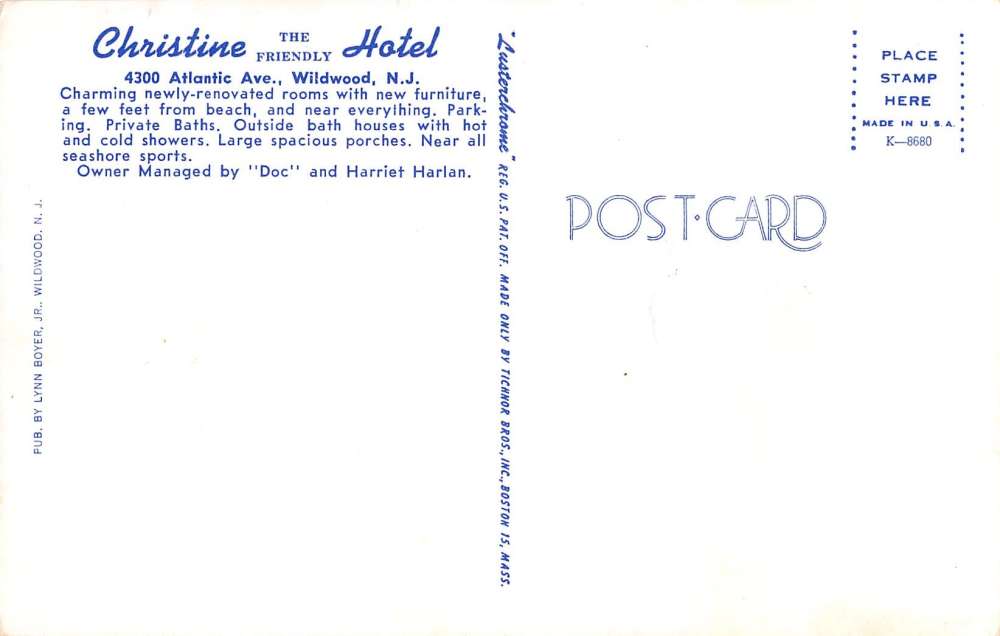 Christine THE FRIENDLY Hotel
4300 Atlantic Ave., Wildwood, N.J.
Charming newly-renovated rooms with new furniture,
a few feet from beach, and near everything. Park-
ing. Private Baths. Outside bath houses with hot
and cold showers. Large spacious porches. Near all
seashore sports.
Owner Managed by "Doc" and Harriet Harlan.
PUB. BY LYNN BOYER, JR., WILDWOOD, N. J.
"Lusterchrome" REG. U.S. PAT. OFF. MADE ONLY BY TICHNOR BROS., INC., BOSTON 15, MASS.
PLACE
STAMP
HERE
MADE IN U.S.A.
K—8680
POST·CARD